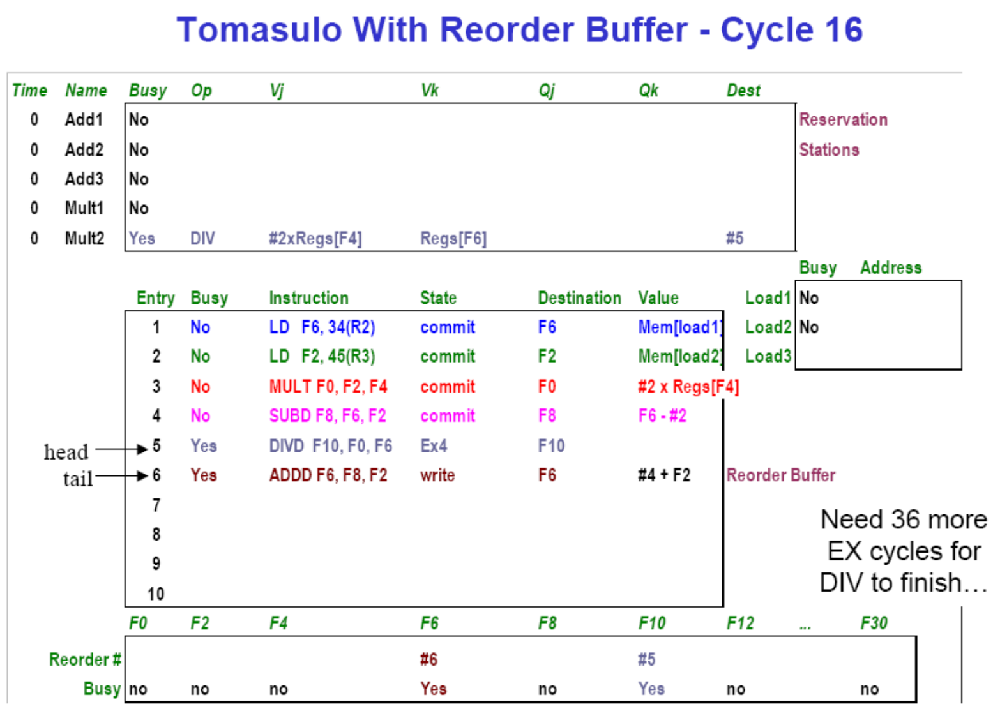 Tomasulo With Reorder Buffer - Cycle 16
Time Name Busy Op Vj Vk Qj Qk Dest
0 Add1 No Reservation
0 Add2 No Stations
0 Add3 No
0 Mult1 No
0 Mult2 Yes DIV #2xRegs[F4] Regs[F6] #5
Busy Address
Entry Busy Instruction State Destination Value Load1 No
1 No LD F6, 34(R2) commit F6 Mem[load1] Load2 No
2 No LD F2, 45(R3) commit F2 Mem[load2] Load3
3 No MULT F0, F2, F4 commit F0 #2 x Regs[F4]
4 No SUBD F8, F6, F2 commit F8 F6 - #2
head 5 Yes DIVD F10, F0, F6 Ex4 F10
tail 6 Yes ADDD F6, F8, F2 write F6 #4 + F2 Reorder Buffer
7
8
9
10
Need 36 more
EX cycles for
DIV to finish...
F0 F2 F4 F6 F8 F10 F12 ... F30
Reorder # #6 #5
Busy no no no Yes no Yes no no